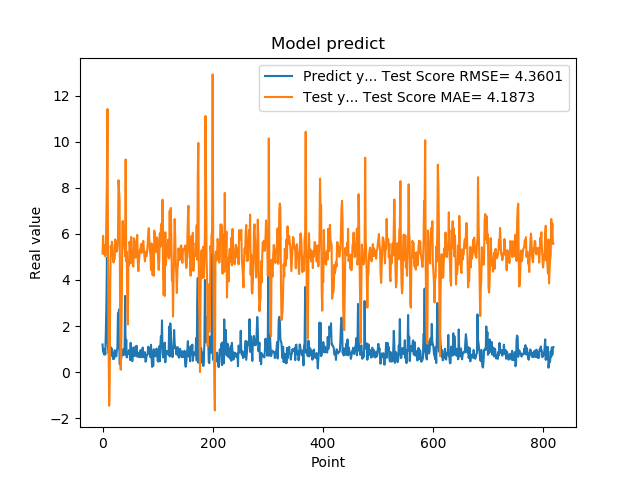 Model predict
Predict y... Test Score RMSE= 4.3601
Test y... Test Score MAE= 4.1873
Real value
12
10
8
6
4
2
0
−2
0 200 400 600 800
Point